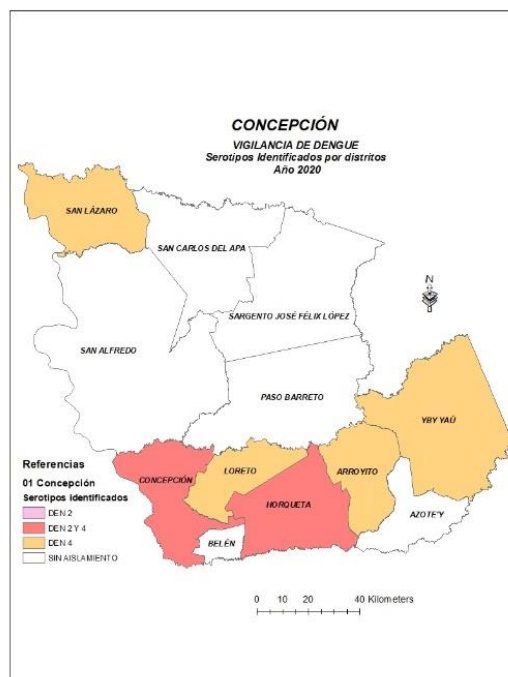 CONCEPCIÓN
VIGILANCIA DE DENGUE
Serotipos Identificados por distritos
Año 2020
SAN LÁZARO
SAN CARLOS DEL APA
N
SARGENTO JOSÉ FÉLIX LÓPEZ
SAN ALFREDO
PASO BARRETO
YBY YAÚ
CONCEPCIÓN
LORETO
ARROYITO
HORQUETA
AZOTE'Y
BELÉN
Referencias
01 Concepción
Serotipos Identificados
DEN 2
DEN 2 Y 4
DEN 4
SIN AISLAMIENTO
0 10 20 40 Kilometers